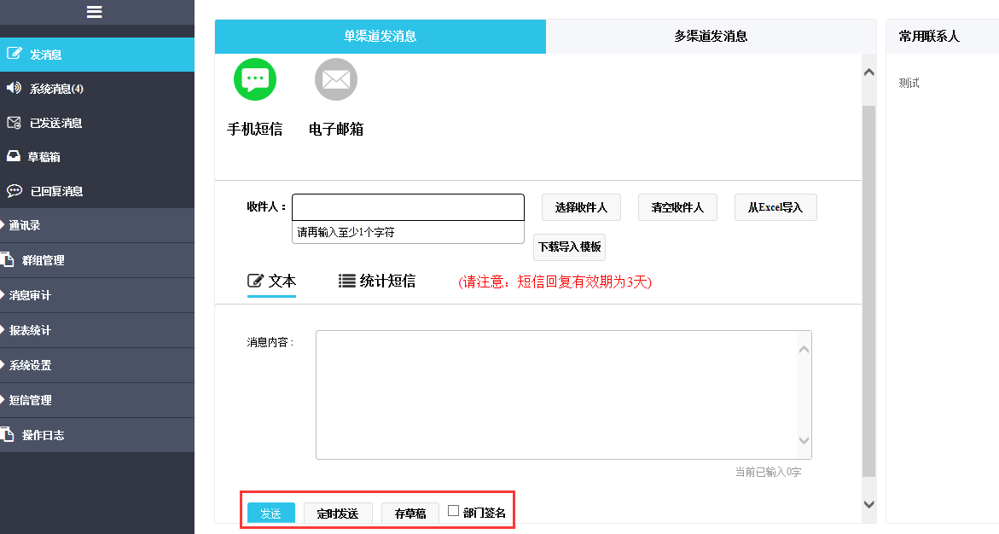 单渠道发消息
多渠道发消息
常用联系人
发消息
系统消息(4)
已发送消息
草稿箱
已回复消息
通讯录
群组管理
消息审计
报表统计
系统设置
短信管理
操作日志
测试
手机短信
电子邮箱
收件人：
选择收件人
清空收件人
从Excel导入
请再输入至少1个字符
下载导入模板
文本
统计短信
(请注意：短信回复有效期为3天)
消息内容：
当前已输入0字
发送
定时发送
存草稿
部门签名